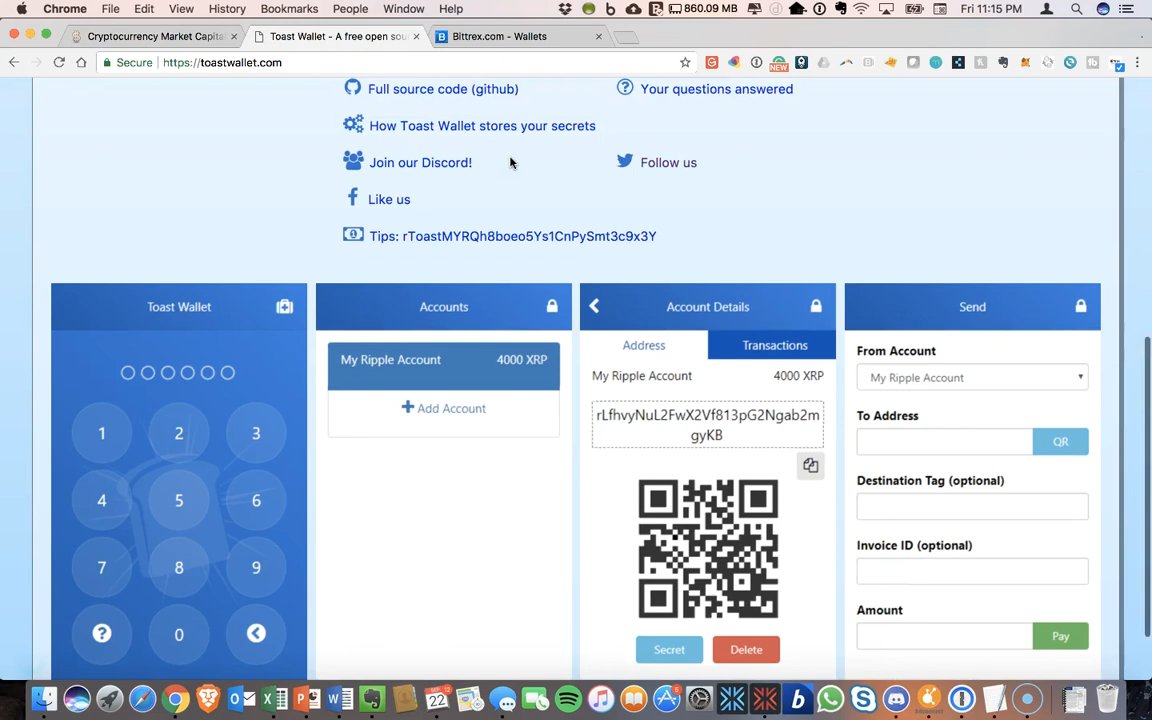 Chrome File Edit View History Bookmarks People Window Help 860.09 MB Fri 11:15 PM
Cryptocurrency Market Capital × Toast Wallet - A free open sou × Bittrex.com - Wallets ×
Secure https://toastwallet.com
Full source code (github) Your questions answered
How Toast Wallet stores your secrets
Join our Discord! Follow us
Like us
Tips: rToastMYRQh8boeo5Ys1CnPySmt3c9x3Y
Toast Wallet
1 2 3
4 5 6
7 8 9
? 0
Accounts
My Ripple Account 4000 XRP
+ Add Account
Account Details
Address Transactions
My Ripple Account 4000 XRP
rLfhvyNuL2FwX2Vf813pG2Ngab2m
gyKB
Secret Delete
Send
From Account
My Ripple Account
To Address
QR
Destination Tag (optional)
Invoice ID (optional)
Amount
Pay